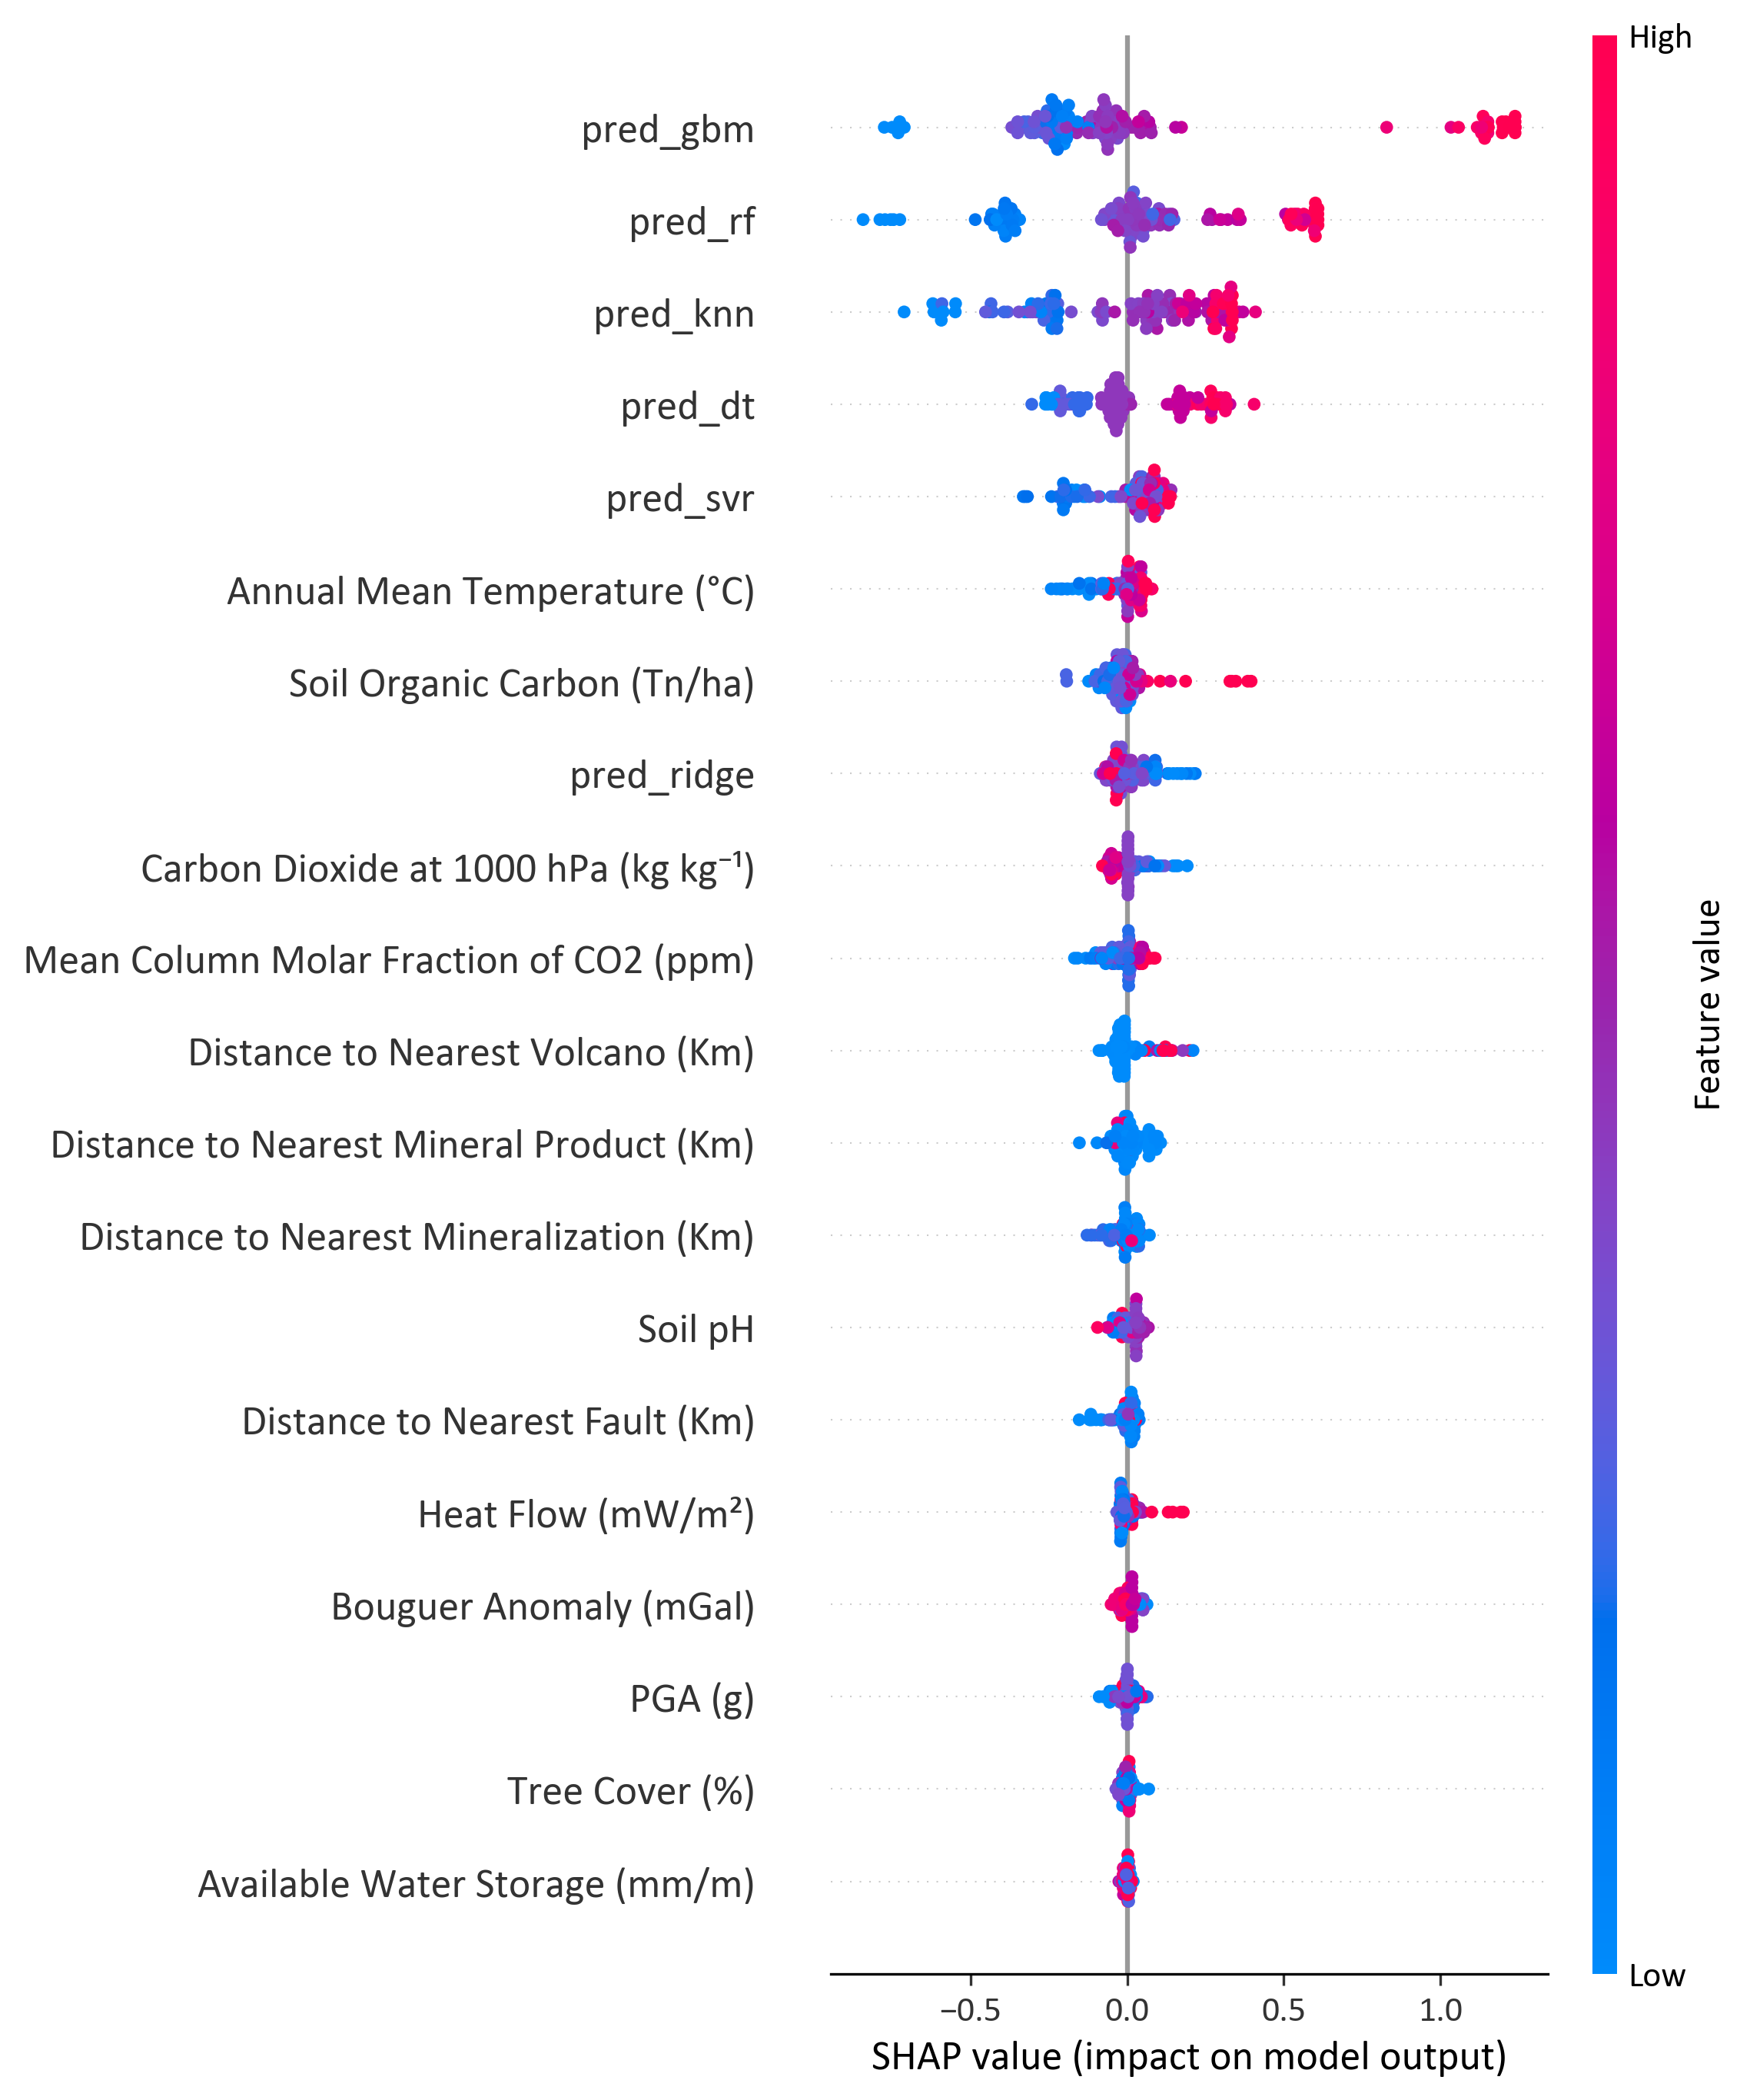 High
pred_gbm
pred_rf
pred_knn
pred_dt
pred_svr
Annual Mean Temperature (°C)
Soil Organic Carbon (Tn/ha)
pred_ridge
Carbon Dioxide at 1000 hPa (kg kg⁻¹)
Mean Column Molar Fraction of CO2 (ppm)
Distance to Nearest Volcano (Km)
Distance to Nearest Mineral Product (Km)
Distance to Nearest Mineralization (Km)
Soil pH
Distance to Nearest Fault (Km)
Heat Flow (mW/m²)
Bouguer Anomaly (mGal)
PGA (g)
Tree Cover (%)
Available Water Storage (mm/m)
Feature value
Low
−0.5 0.0 0.5 1.0
SHAP value (impact on model output)